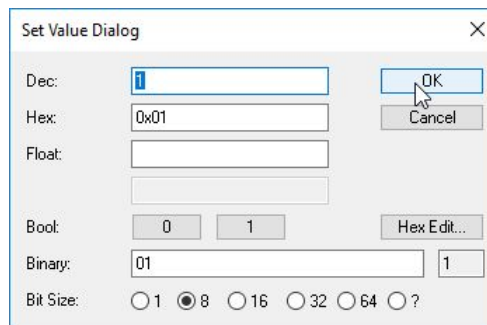 Set Value Dialog
Dec: 1 OK
Hex: 0x01 Cancel
Float:
Bool: 0 1 Hex Edit...
Binary: 01 1
Bit Size: 1 8 16 32 64 ?